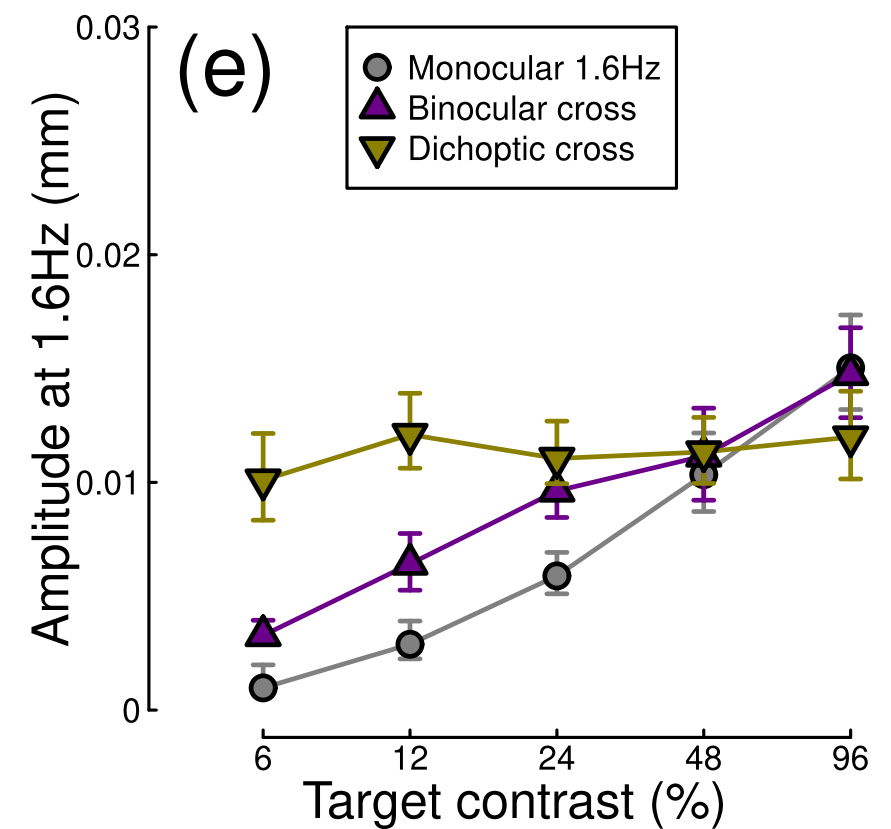 (e)
Monocular 1.6Hz
Binocular cross
Dichoptic cross
Amplitude at 1.6Hz (mm)
0.03
0.02
0.01
0
6 12 24 48 96
Target contrast (%)